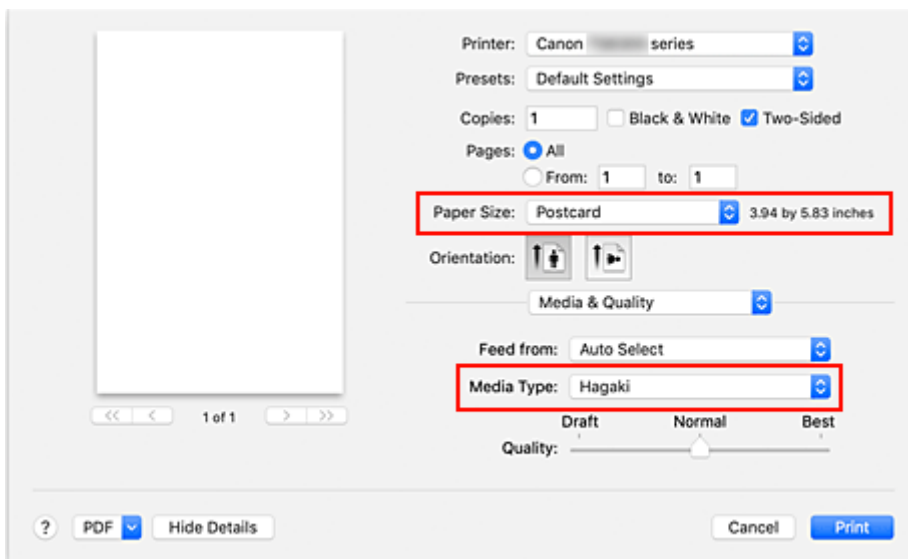 Printer: Canon series
Presets: Default Settings
Copies: 1 Black & White Two-Sided
Pages: All
From: 1 to: 1
Paper Size: Postcard 3.94 by 5.83 inches
Orientation:
Media & Quality
Feed from: Auto Select
Media Type: Hagaki
Draft Normal Best
Quality:
<< < 1 of 1 > >>
? PDF Hide Details Cancel Print